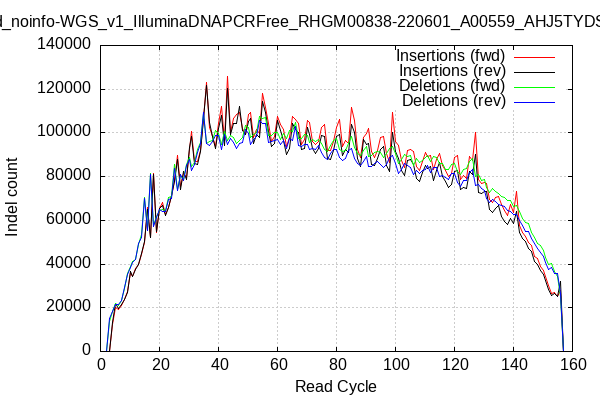 d_noinfo-WGS_v1_IlluminaDNAPCRFree_RHGM00838-220601_A00559_AHJ5TYDS
Insertions (fwd)
Insertions (rev)
Deletions (fwd)
Deletions (rev)
140000
120000
100000
80000
60000
40000
20000
0
Indel count
0 20 40 60 80 100 120 140 160
Read Cycle